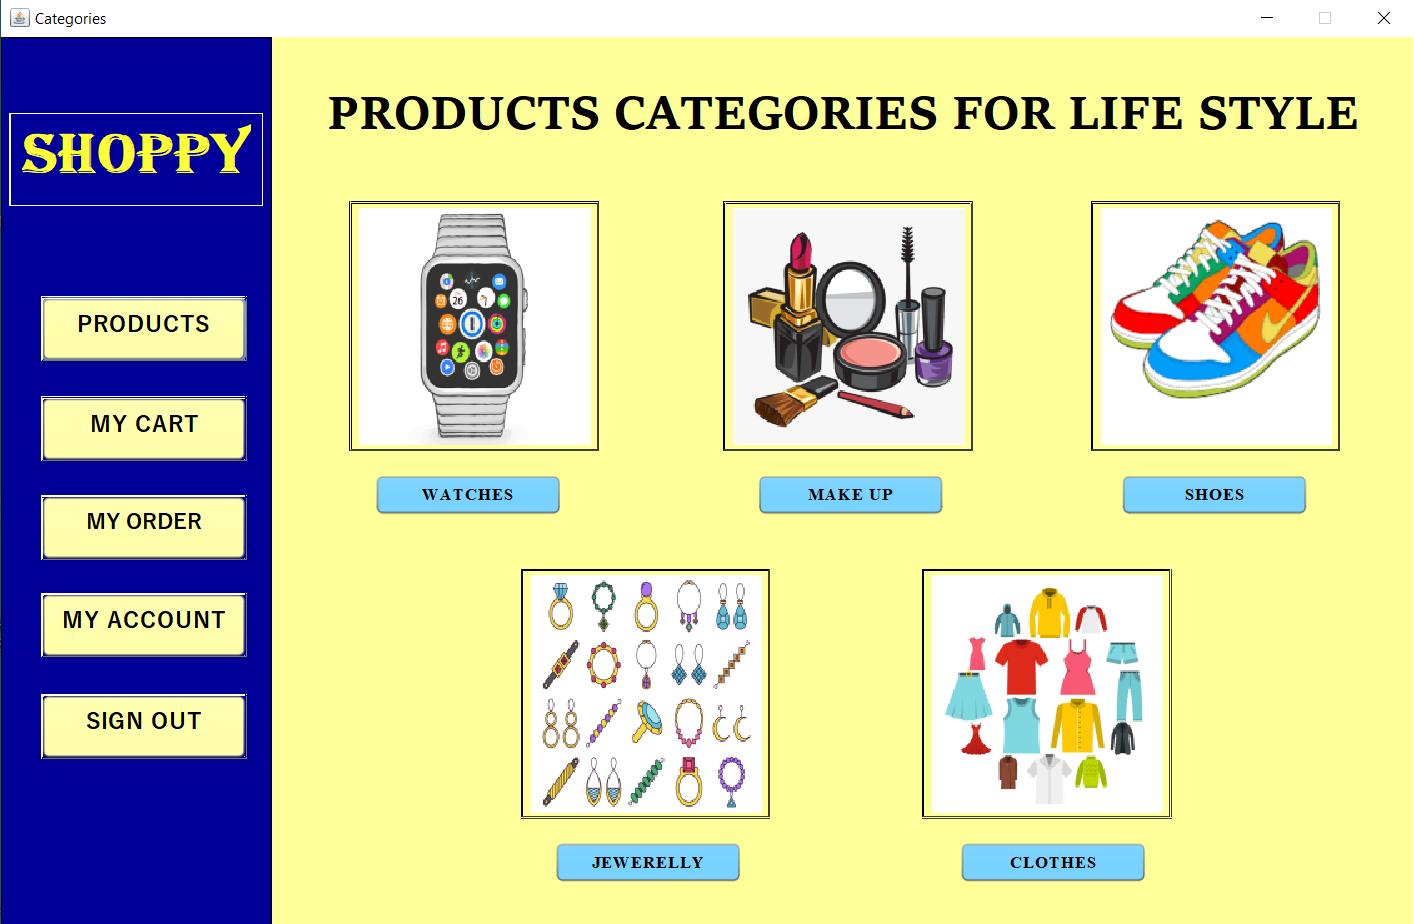 Categories
SHOPPY
PRODUCTS
MY CART
MY ORDER
MY ACCOUNT
SIGN OUT
PRODUCTS CATEGORIES FOR LIFE STYLE
26
WATCHES
MAKE UP
SHOES
JEWERELLY
CLOTHES